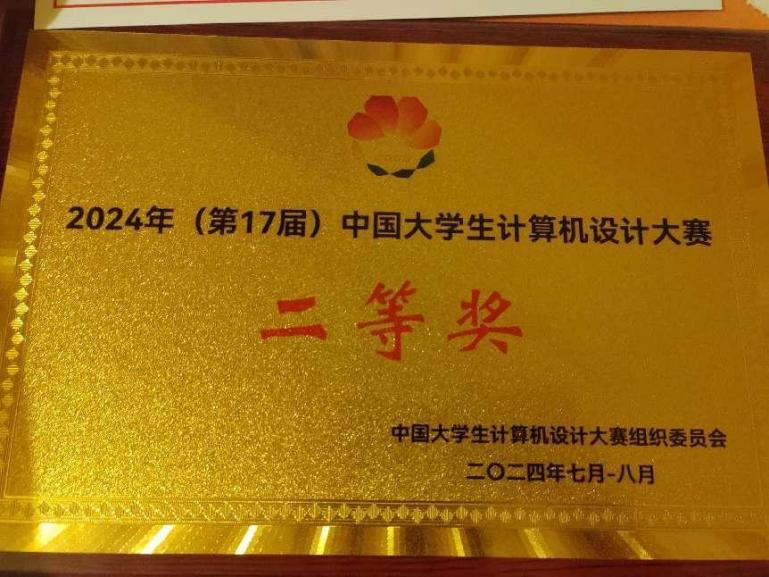 2024年（第17届）中国大学生计算机设计大赛
二等奖
中国大学生计算机设计大赛组织委员会
二〇二四年七月-八月